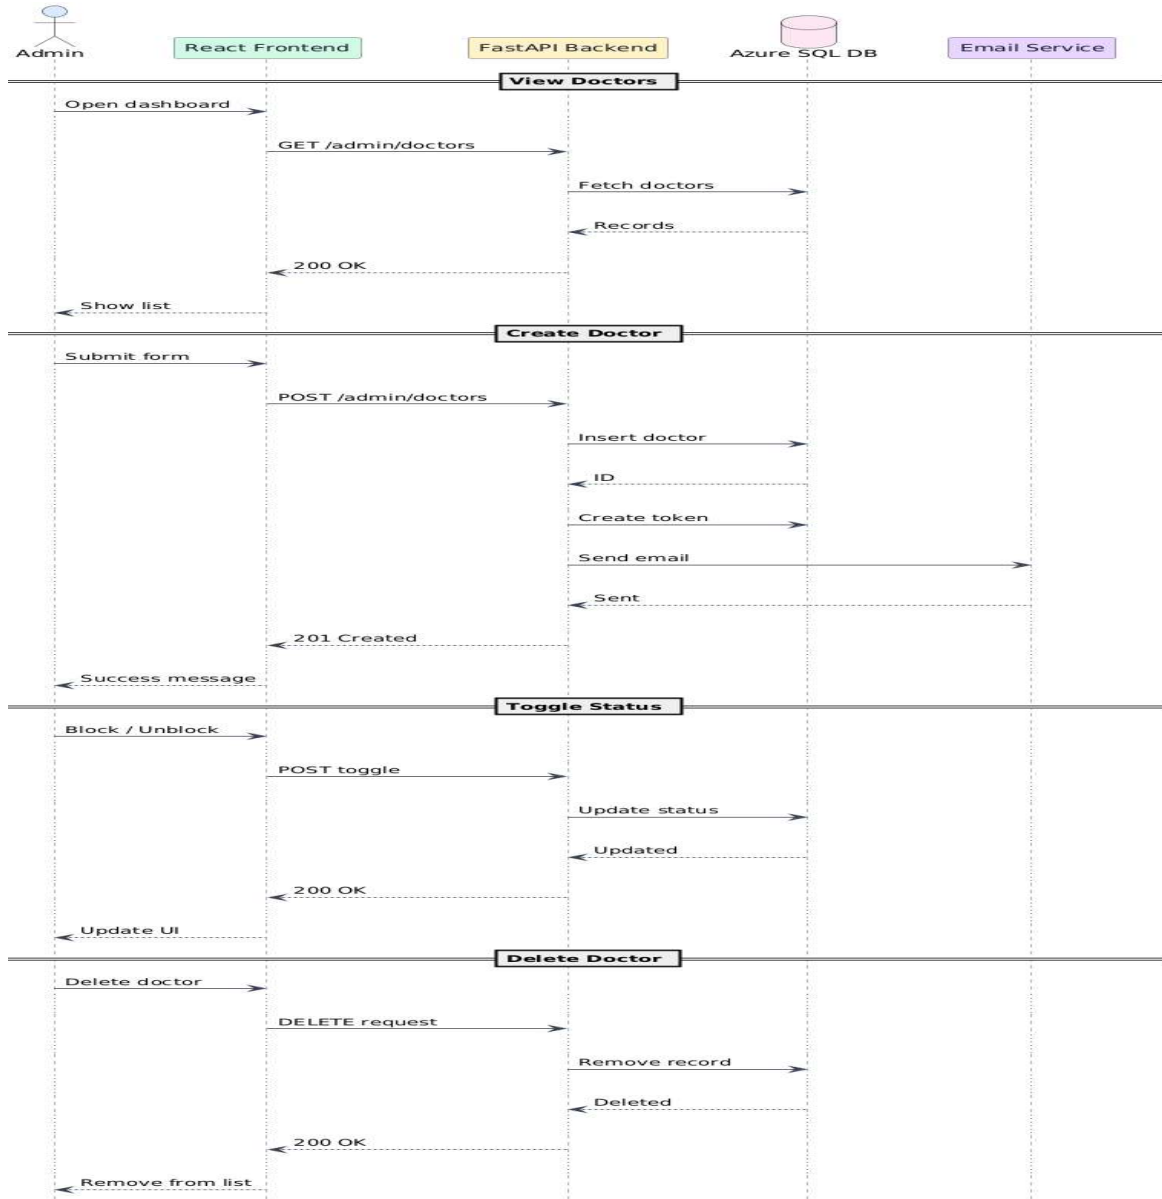 Admin
React Frontend
FastAPI Backend
Azure SQL DB
Email Service
View Doctors
Open dashboard
GET /admin/doctors
Fetch doctors
Records
200 OK
Show list
Create Doctor
Submit form
POST /admin/doctors
Insert doctor
ID
Create token
Send email
Sent
201 Created
Success message
Toggle Status
Block / Unblock
POST toggle
Update status
Updated
200 OK
Update UI
Delete Doctor
Delete doctor
DELETE request
Remove record
Deleted
200 OK
Remove from list